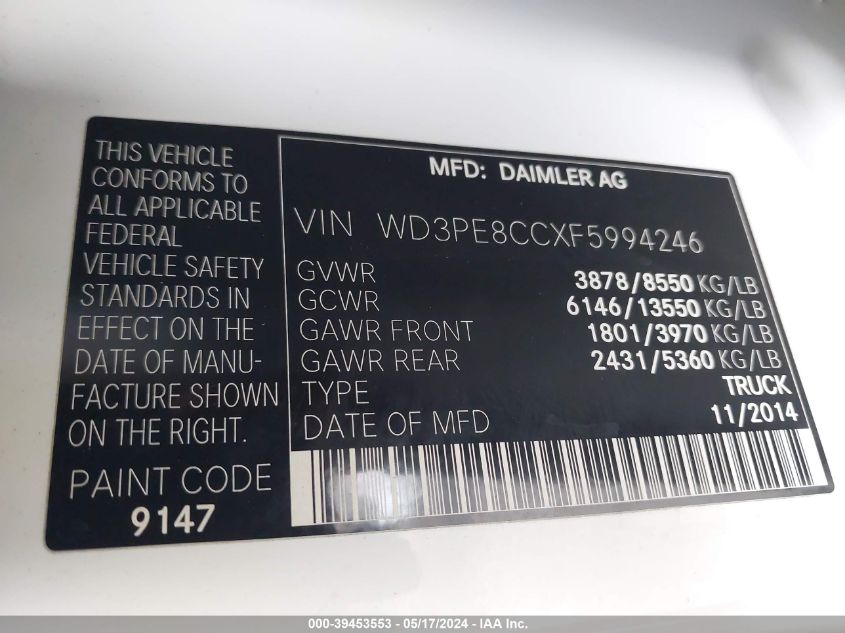 THIS VEHICLE
CONFORMS TO
ALL APPLICABLE
FEDERAL
VEHICLE SAFETY
STANDARDS IN
EFFECT ON THE
DATE OF MANU-
FACTURE SHOWN
ON THE RIGHT.
PAINT CODE
9147
MFD: DAIMLER AG
VIN WD3PE8CCXF5994246
GVWR 3878/8550 KG/LB
GCWR 6146/13550 KG/LB
GAWR FRONT 1801/3970 KG/LB
GAWR REAR 2431/5360 KG/LB
TYPE TRUCK
DATE OF MFD 11/2014
000-39453553 - 05/17/2024 - IAA Inc.